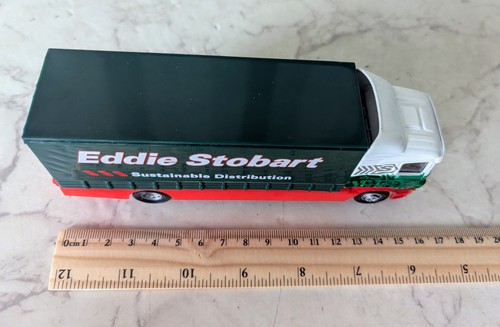 Eddie Stobart
Sustainable Distribution
0cm 1 2 3 4 5 6 7 8 9 10 11 12 13 14 15 16 17 18 19
12 11 10 9 8 7 6 5